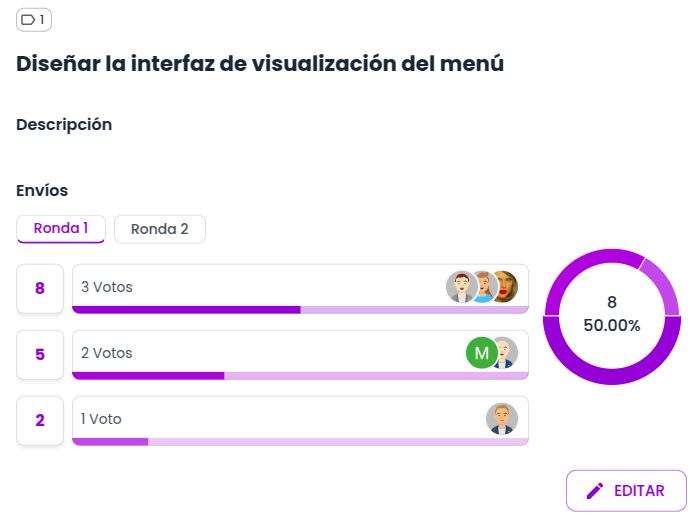 1
Diseñar la interfaz de visualización del menú
Descripción
Envíos
Ronda 1 Ronda 2
8 3 Votos
5 2 Votos M
2 1 Voto
8
50.00%
EDITAR